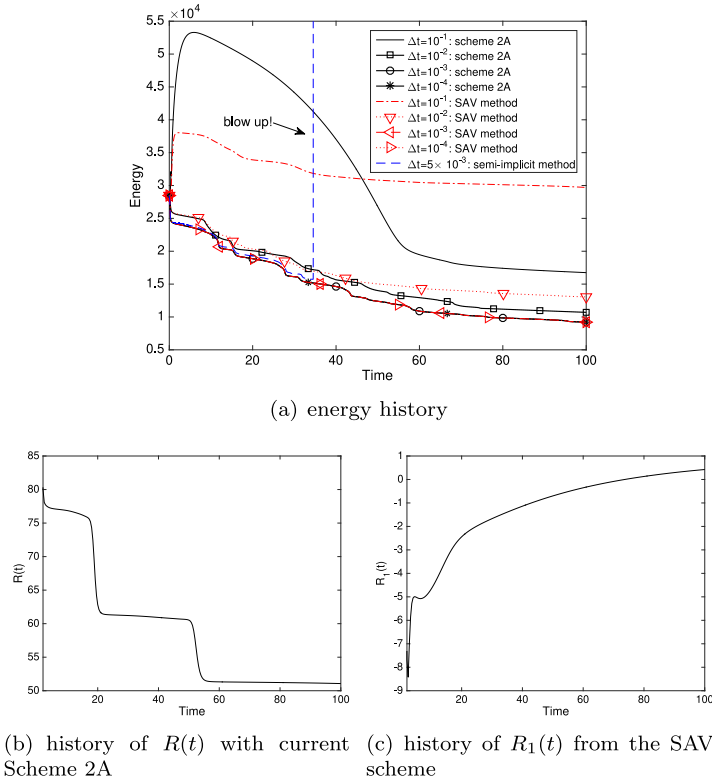 ×10⁴
5.5
5
4.5
4
3.5
3
2.5
2
1.5
1
0.5
Energy
0
20
40
60
80
100
Time
blow up!
Δt=10⁻¹: scheme 2A
Δt=10⁻²: scheme 2A
Δt=10⁻³: scheme 2A
Δt=10⁻⁴: scheme 2A
Δt=10⁻¹: SAV method
Δt=10⁻²: SAV method
Δt=10⁻³: SAV method
Δt=10⁻⁴: SAV method
Δt=5× 10⁻³: semi-implicit method
(a) energy history
85
80
75
70
65
60
55
50
R(t)
20
40
60
80
100
Time
(b) history of R(t) with current
Scheme 2A
1
0
-1
-2
-3
-4
-5
-6
-7
-8
-9
R₁(t)
20
40
60
80
100
Time
(c) history of R₁(t) from the SAV
scheme